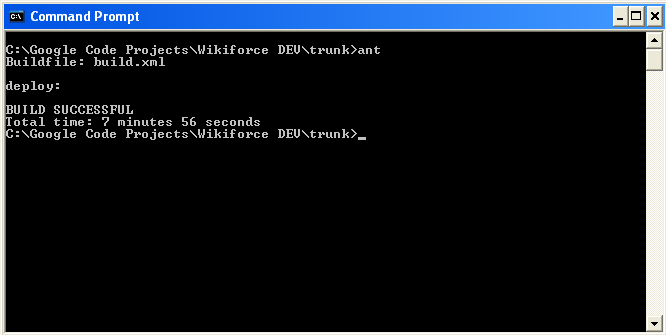 Command Prompt
C:\Google Code Projects\Wikiforce DEV\trunk>ant
Buildfile: build.xml
deploy:
BUILD SUCCESSFUL
Total time: 7 minutes 56 seconds
C:\Google Code Projects\Wikiforce DEV\trunk>_